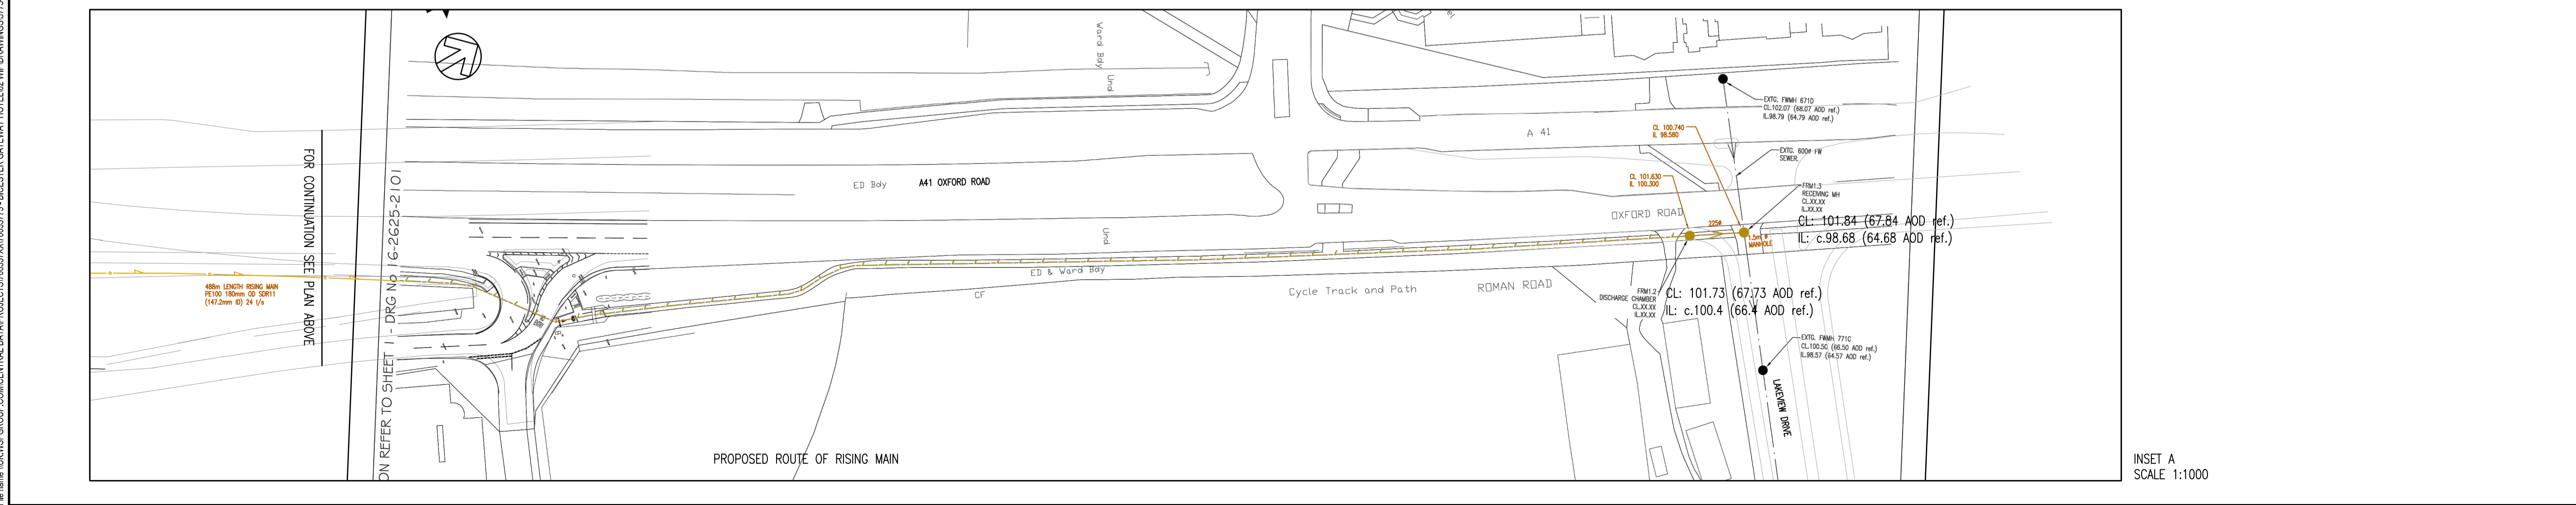 FOR CONTINUATION SEE PLAN ABOVE
ON REFER TO SHEET 1 - DRG No 16-2625-2101
488m LENGTH RISING MAIN
PE100 180mm OD SDR11
(147.2mm ID) 24 l/s
Ward Bdy
Und
ED Bdy
A41 OXFORD ROAD
Und
ED & Ward Bdy
CF
Cycle Track and Path
ROMAN ROAD
OXFORD ROAD
A 41
CL 100.740
IL 98.580
CL 101.630
IL 100.300
225ø
1.5m ø
MANHOLE
EXTG. FWMH 671D
CL.102.07 (68.07 AOD ref.)
IL.98.79 (64.79 AOD ref.)
EXTG. 600ø FW
SEWER.
FRM1.3
RECEIVING MH
CL.XX.XX
IL.XX.XX
CL: 101.84 (67.84 AOD ref.)
IL: c.98.68 (64.68 AOD ref.)
FRM1.2
DISCHARGE CHAMBER
CL.XX.XX
IL.XX.XX
CL: 101.73 (67.73 AOD ref.)
IL: c.100.4 (66.4 AOD ref.)
EXTG. FWMH 771C
CL.100.50 (66.50 AOD ref.)
IL.98.57 (64.57 AOD ref.)
LAKEVIEW DRIVE
PROPOSED ROUTE OF RISING MAIN
INSET A
SCALE 1:1000